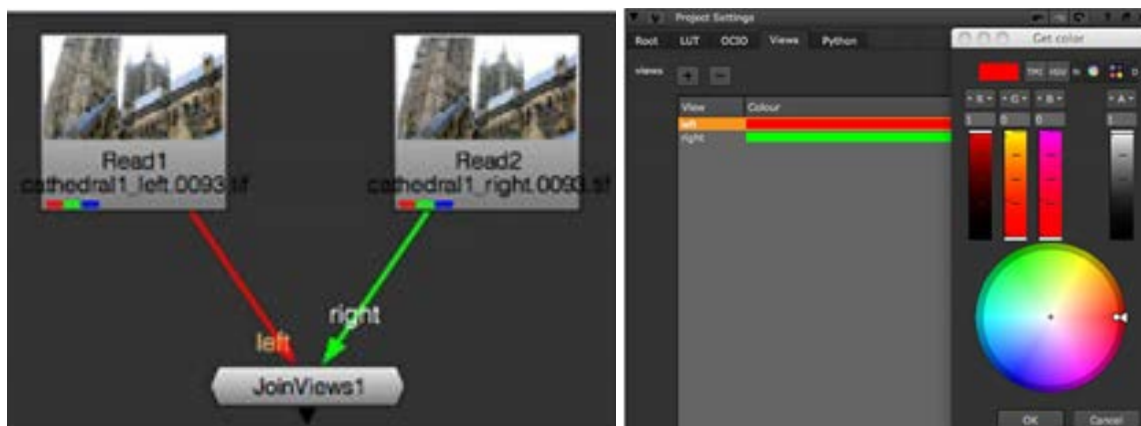 Read1
cathedral1_left.0093.tif
Read2
cathedral1_right.0093.tif
left
right
JoinViews1
Project Settings
Root LUT OCIO Views Python
views + -
View Colour
left
right
Get color
TMI HSV
R G B A
1 0 0 1
OK Cancel